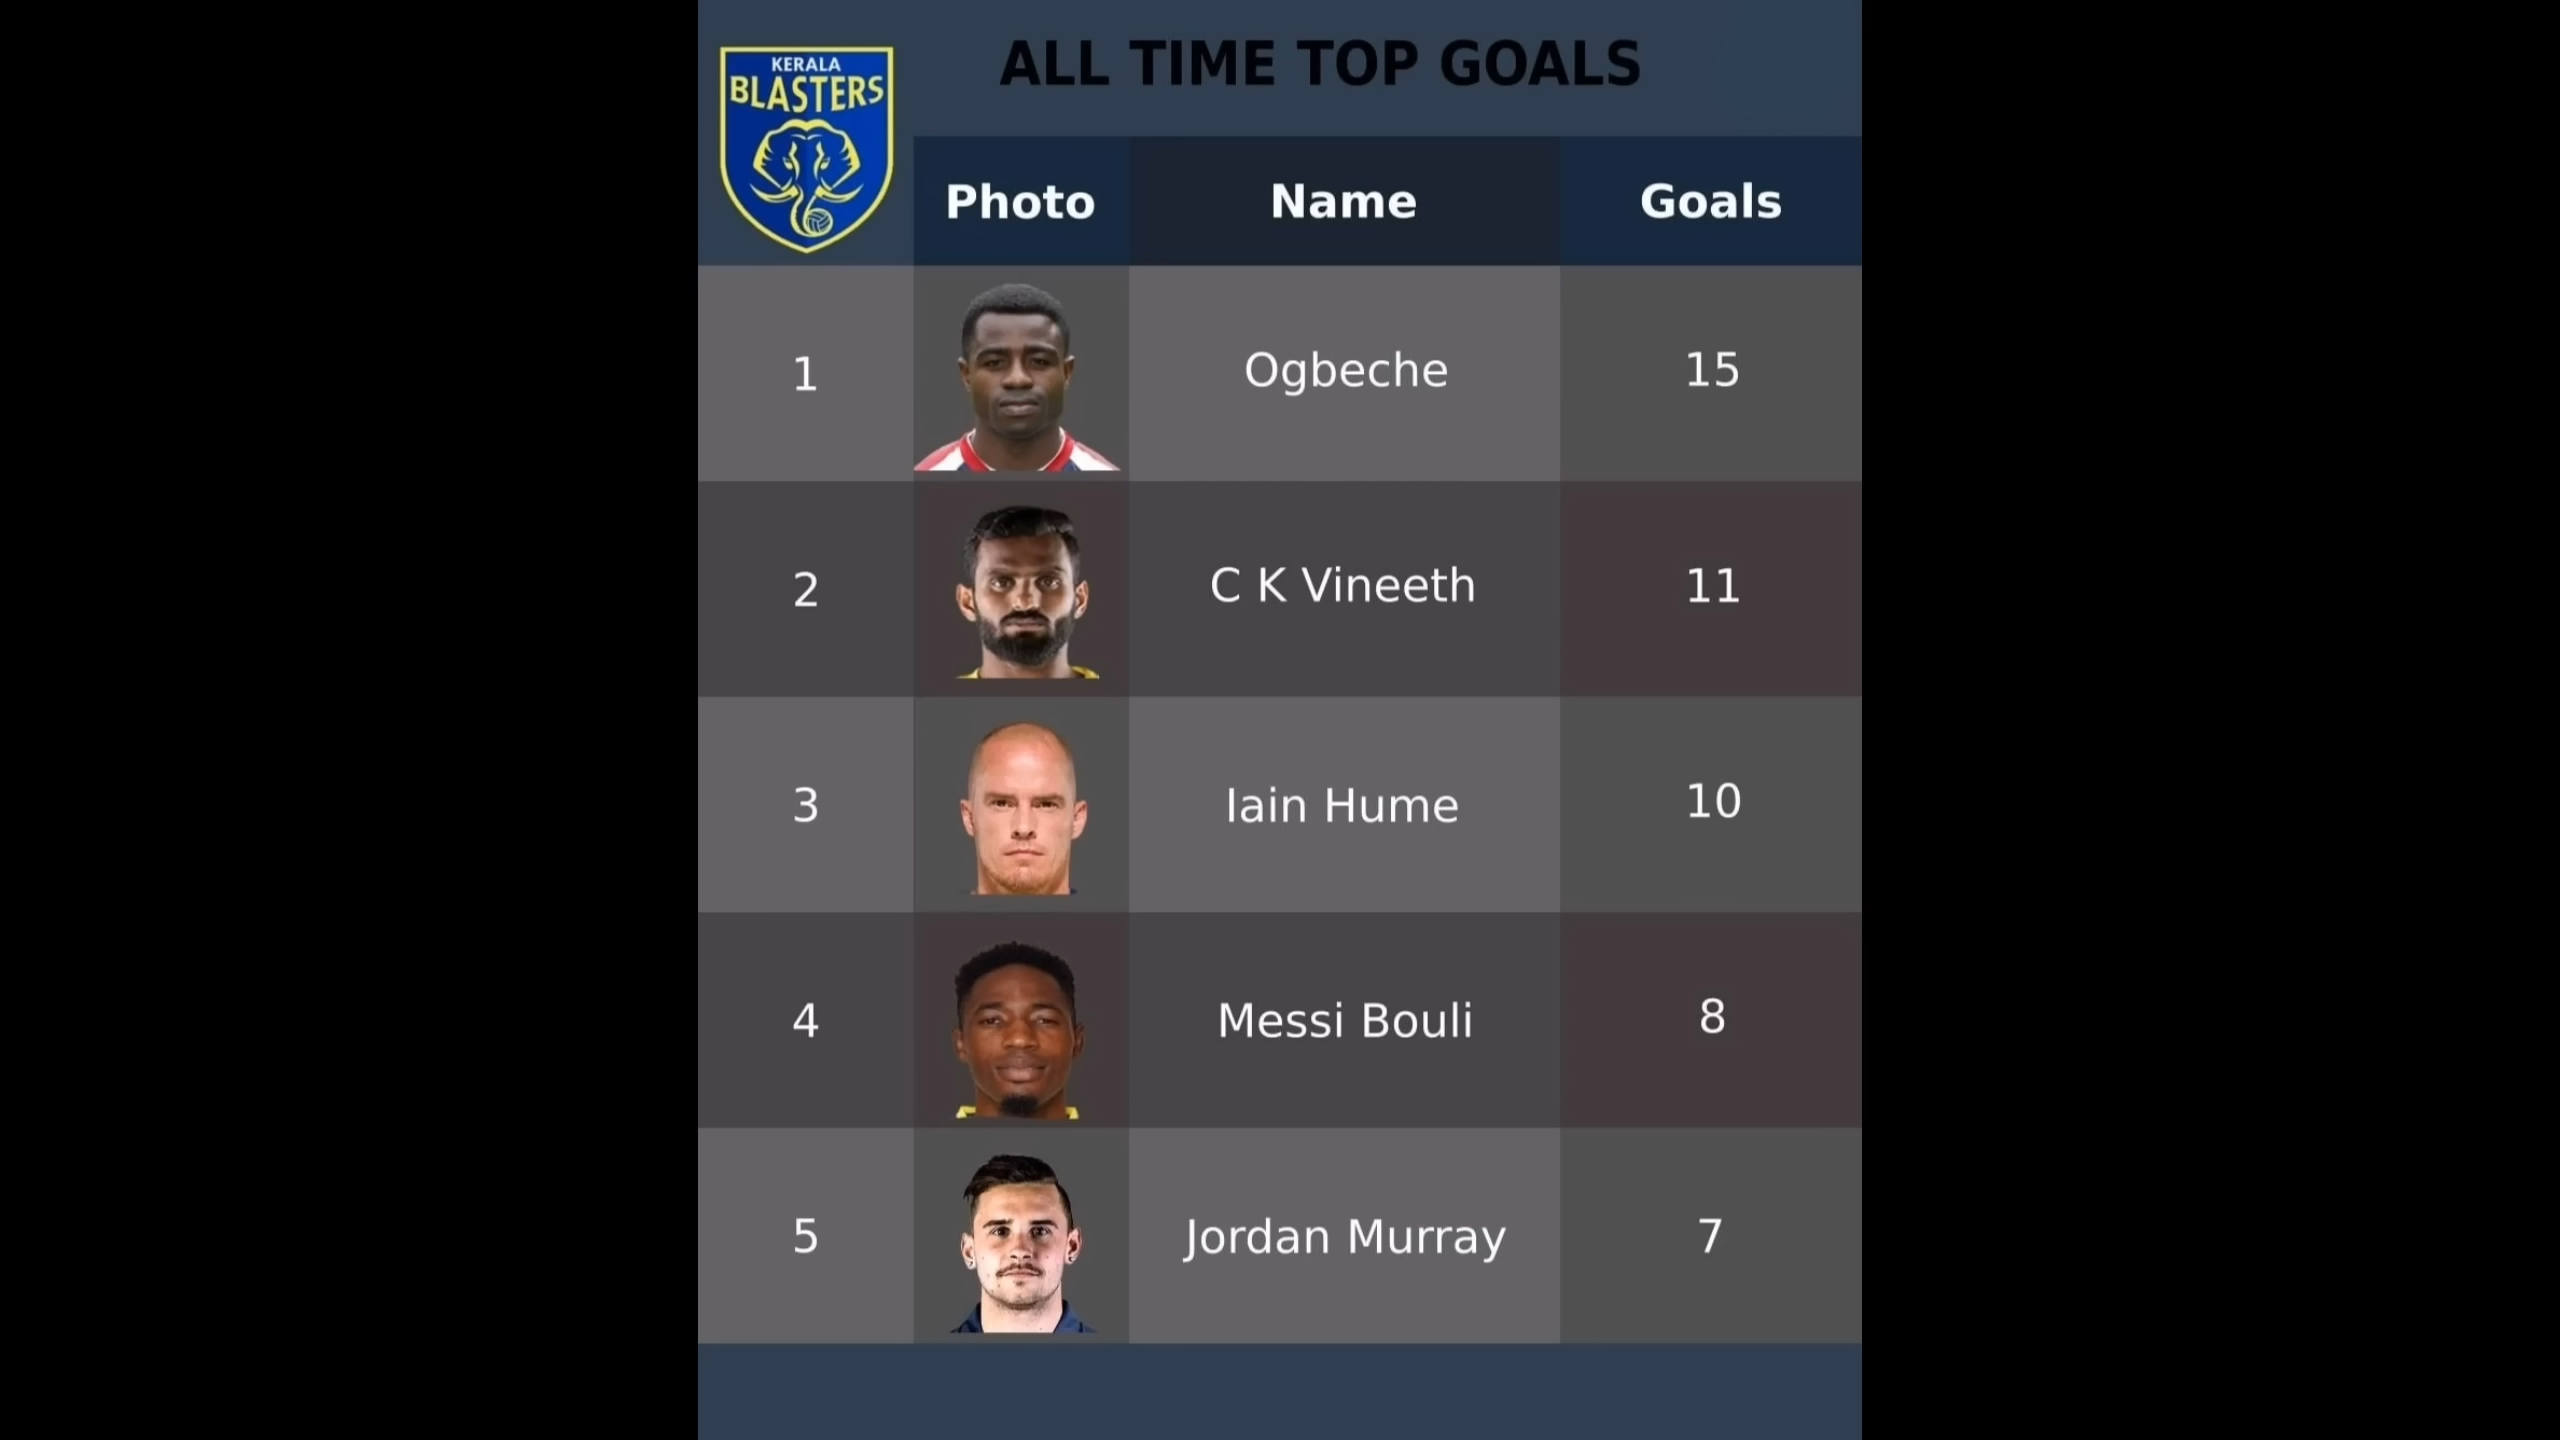 KERALA
BLASTERS
ALL TIME TOP GOALS
Photo Name Goals
1 Ogbeche 15
2 C K Vineeth 11
3 Iain Hume 10
4 Messi Bouli 8
5 Jordan Murray 7